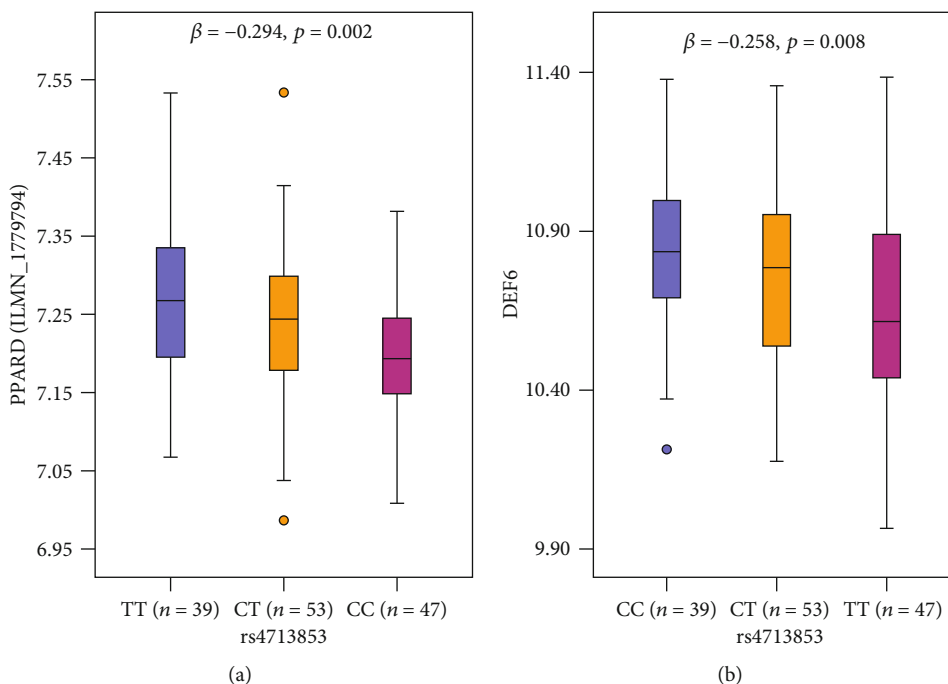 β = −0.294, p = 0.002
PPARD (ILMN_1779794)
7.55
7.45
7.35
7.25
7.15
7.05
6.95
TT (n = 39) CT (n = 53) CC (n = 47)
rs4713853
(a)
β = −0.258, p = 0.008
DEF6
11.40
10.90
10.40
9.90
CC (n = 39) CT (n = 53) TT (n = 47)
rs4713853
(b)